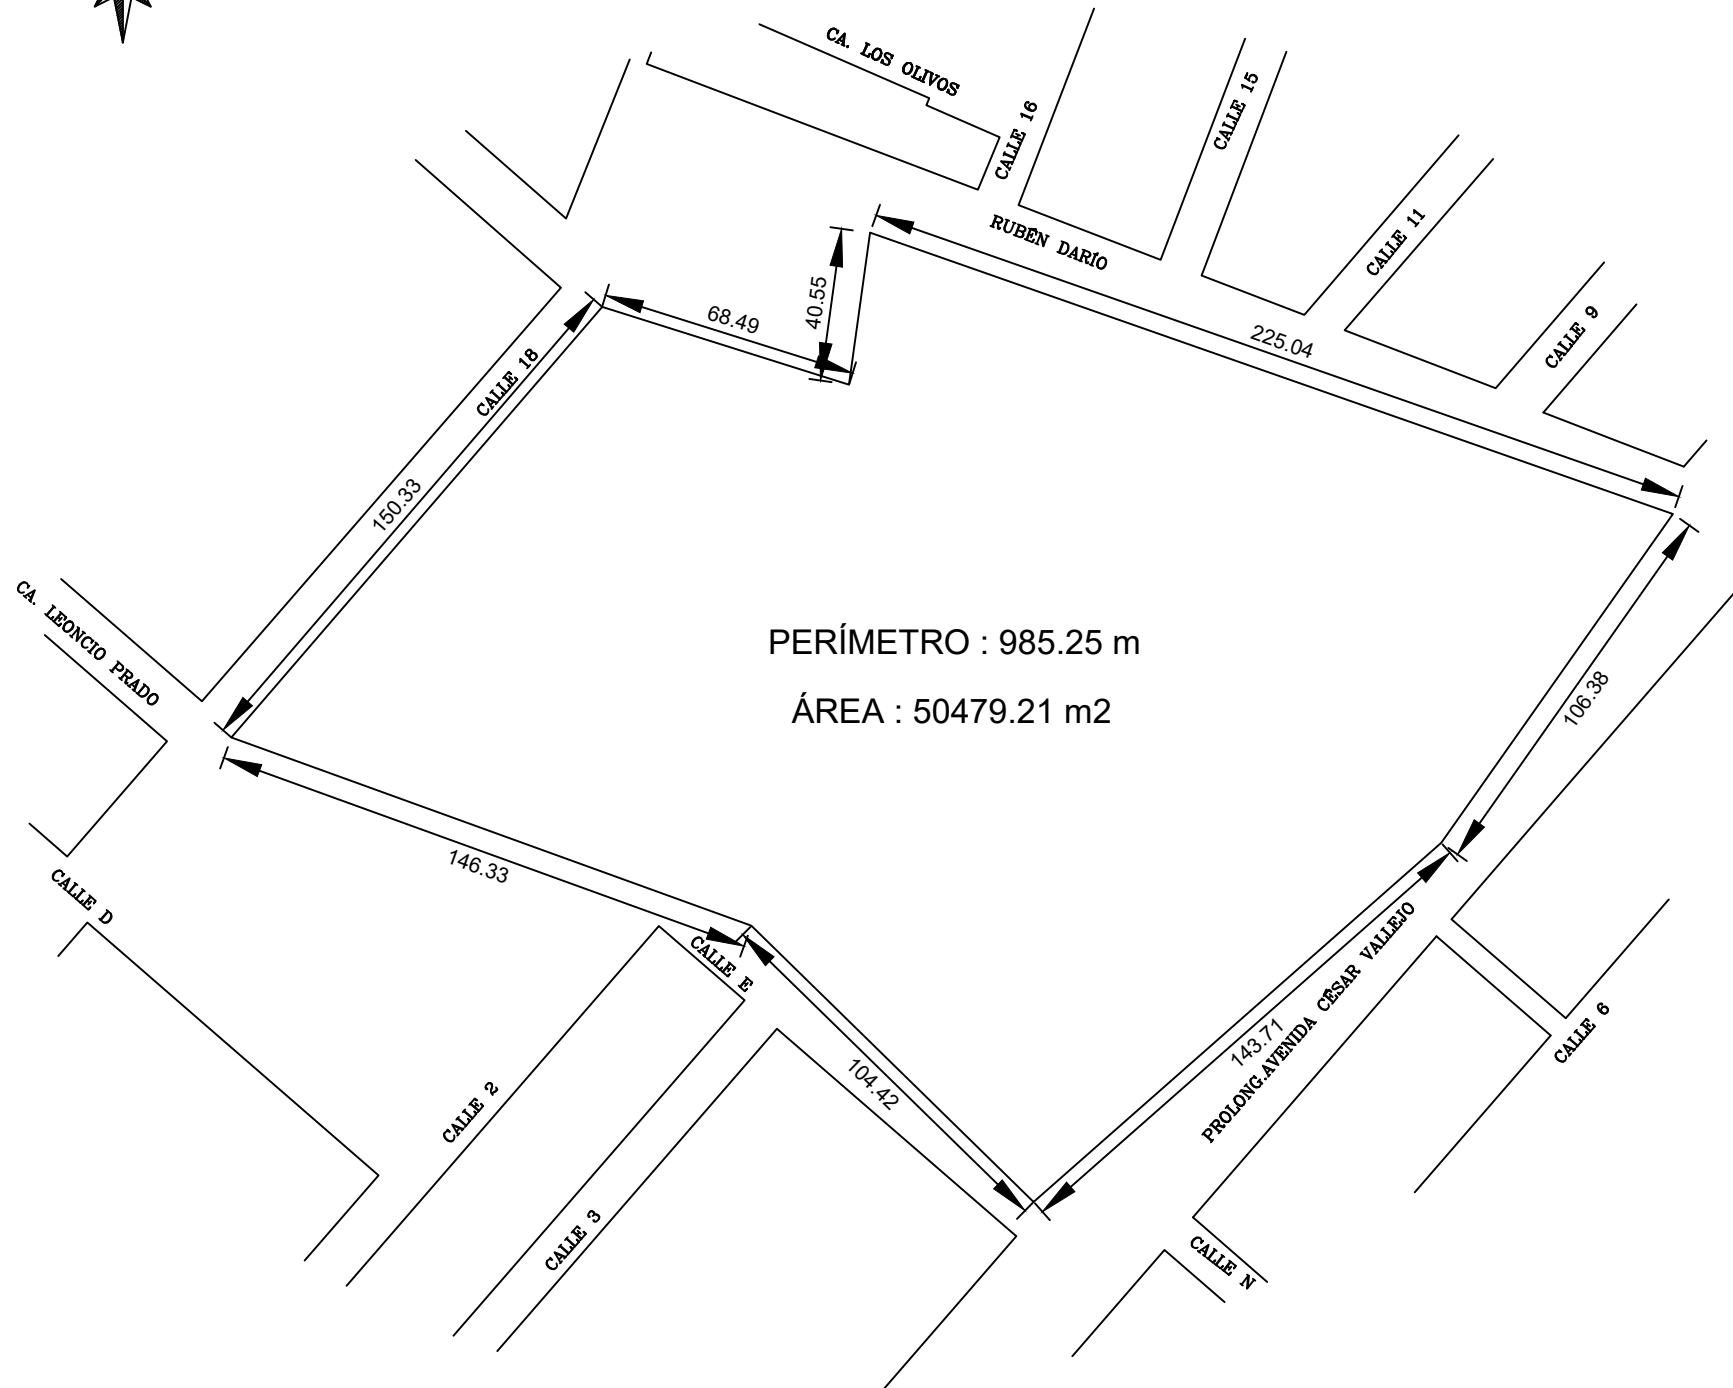 CA. LOS OLIVOS
CALLE 16
CALLE 15
CALLE 11
RUBÉN DARÍO
CALLE 9
40.55
68.49
225.04
CALLE 18
150.33
CA. LEONCIO PRADO
PERÍMETRO : 985.25 m
ÁREA : 50479.21 m2
106.38
146.33
CALLE D
CALLE E
PROLONG.AVENIDA CÉSAR VALLEJO
143.71
CALLE 6
104.42
CALLE 2
CALLE 3
CALLE N